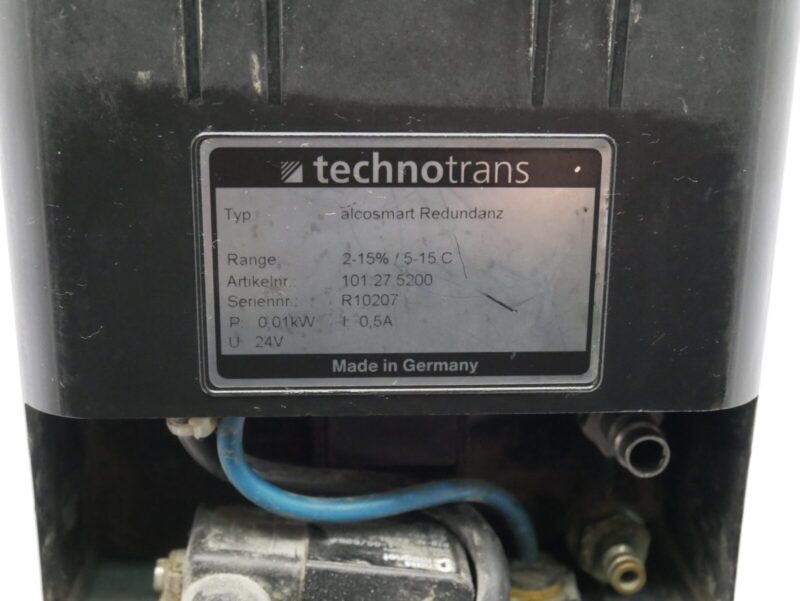 technotrans
Typ alcosmart Redundanz
Range: 2-15% / 5-15 C
Artikelnr.: 101.27.5200
Seriennr.: R10207
P: 0,01kW I: 0,5A
U: 24V
Made in Germany